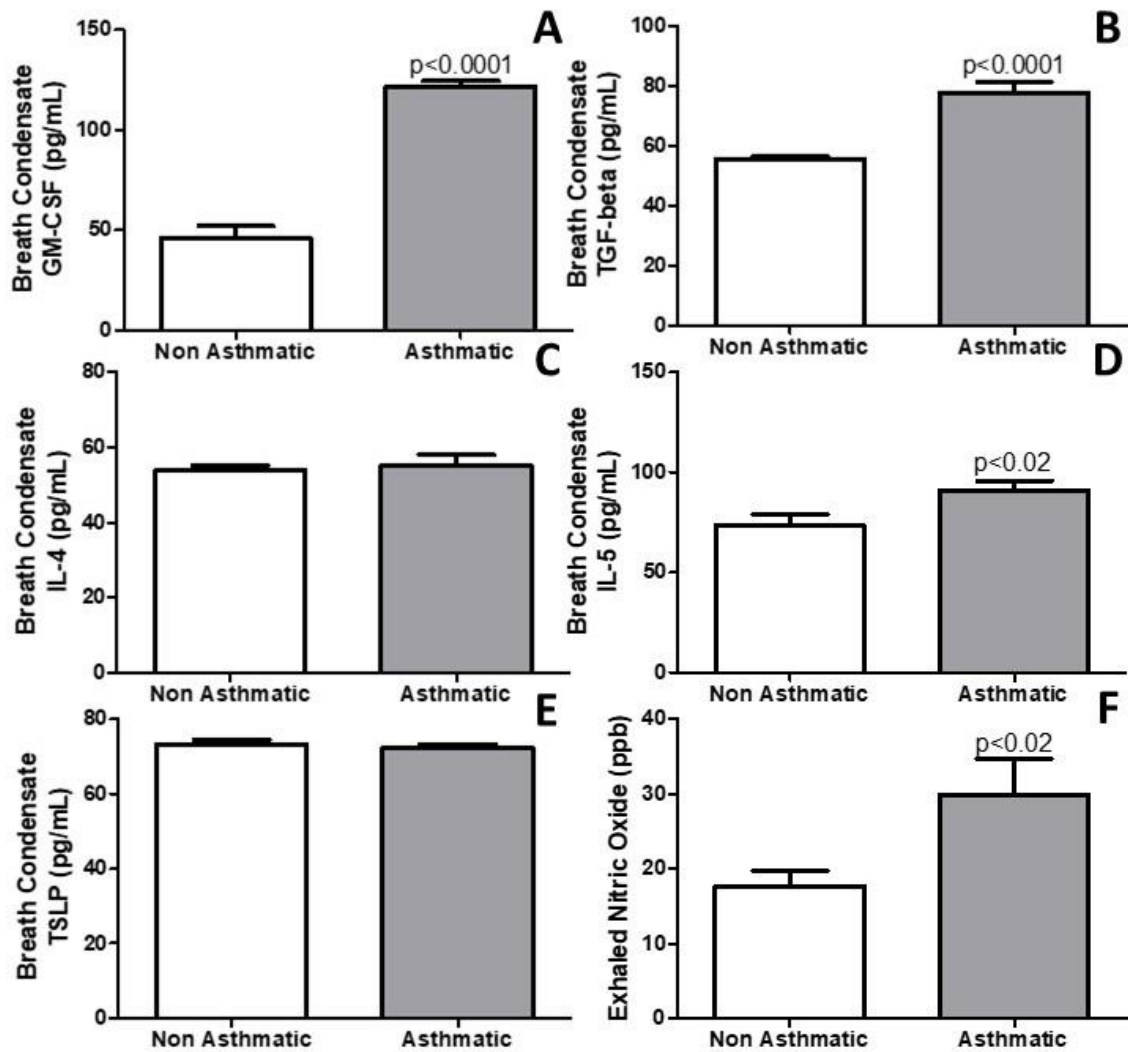 A
Breath Condensate
GM-CSF (pg/mL)
150
100
50
0
p<0.0001
Non Asthmatic
Asthmatic
B
Breath Condensate
TGF-beta (pg/mL)
100
80
60
40
20
0
p<0.0001
Non Asthmatic
Asthmatic
C
Breath Condensate
IL-4 (pg/mL)
80
60
40
20
0
Non Asthmatic
Asthmatic
D
Breath Condensate
IL-5 (pg/mL)
150
100
50
0
p<0.02
Non Asthmatic
Asthmatic
E
Breath Condensate
TSLP (pg/mL)
80
60
40
20
0
Non Asthmatic
Asthmatic
F
Exhaled Nitric Oxide (ppb)
40
30
20
10
0
p<0.02
Non Asthmatic
Asthmatic